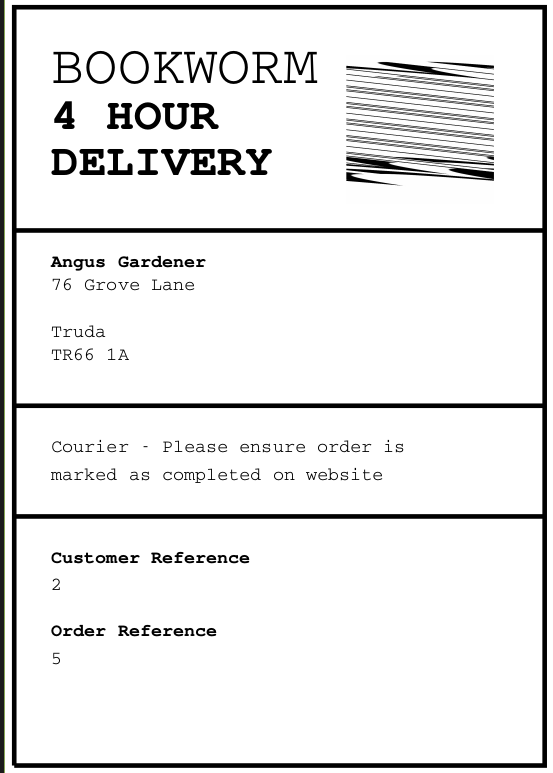 BOOKWORM
4 HOUR
DELIVERY
Angus Gardener
76 Grove Lane
Truda
TR66 1A
Courier - Please ensure order is
marked as completed on website
Customer Reference
2
Order Reference
5